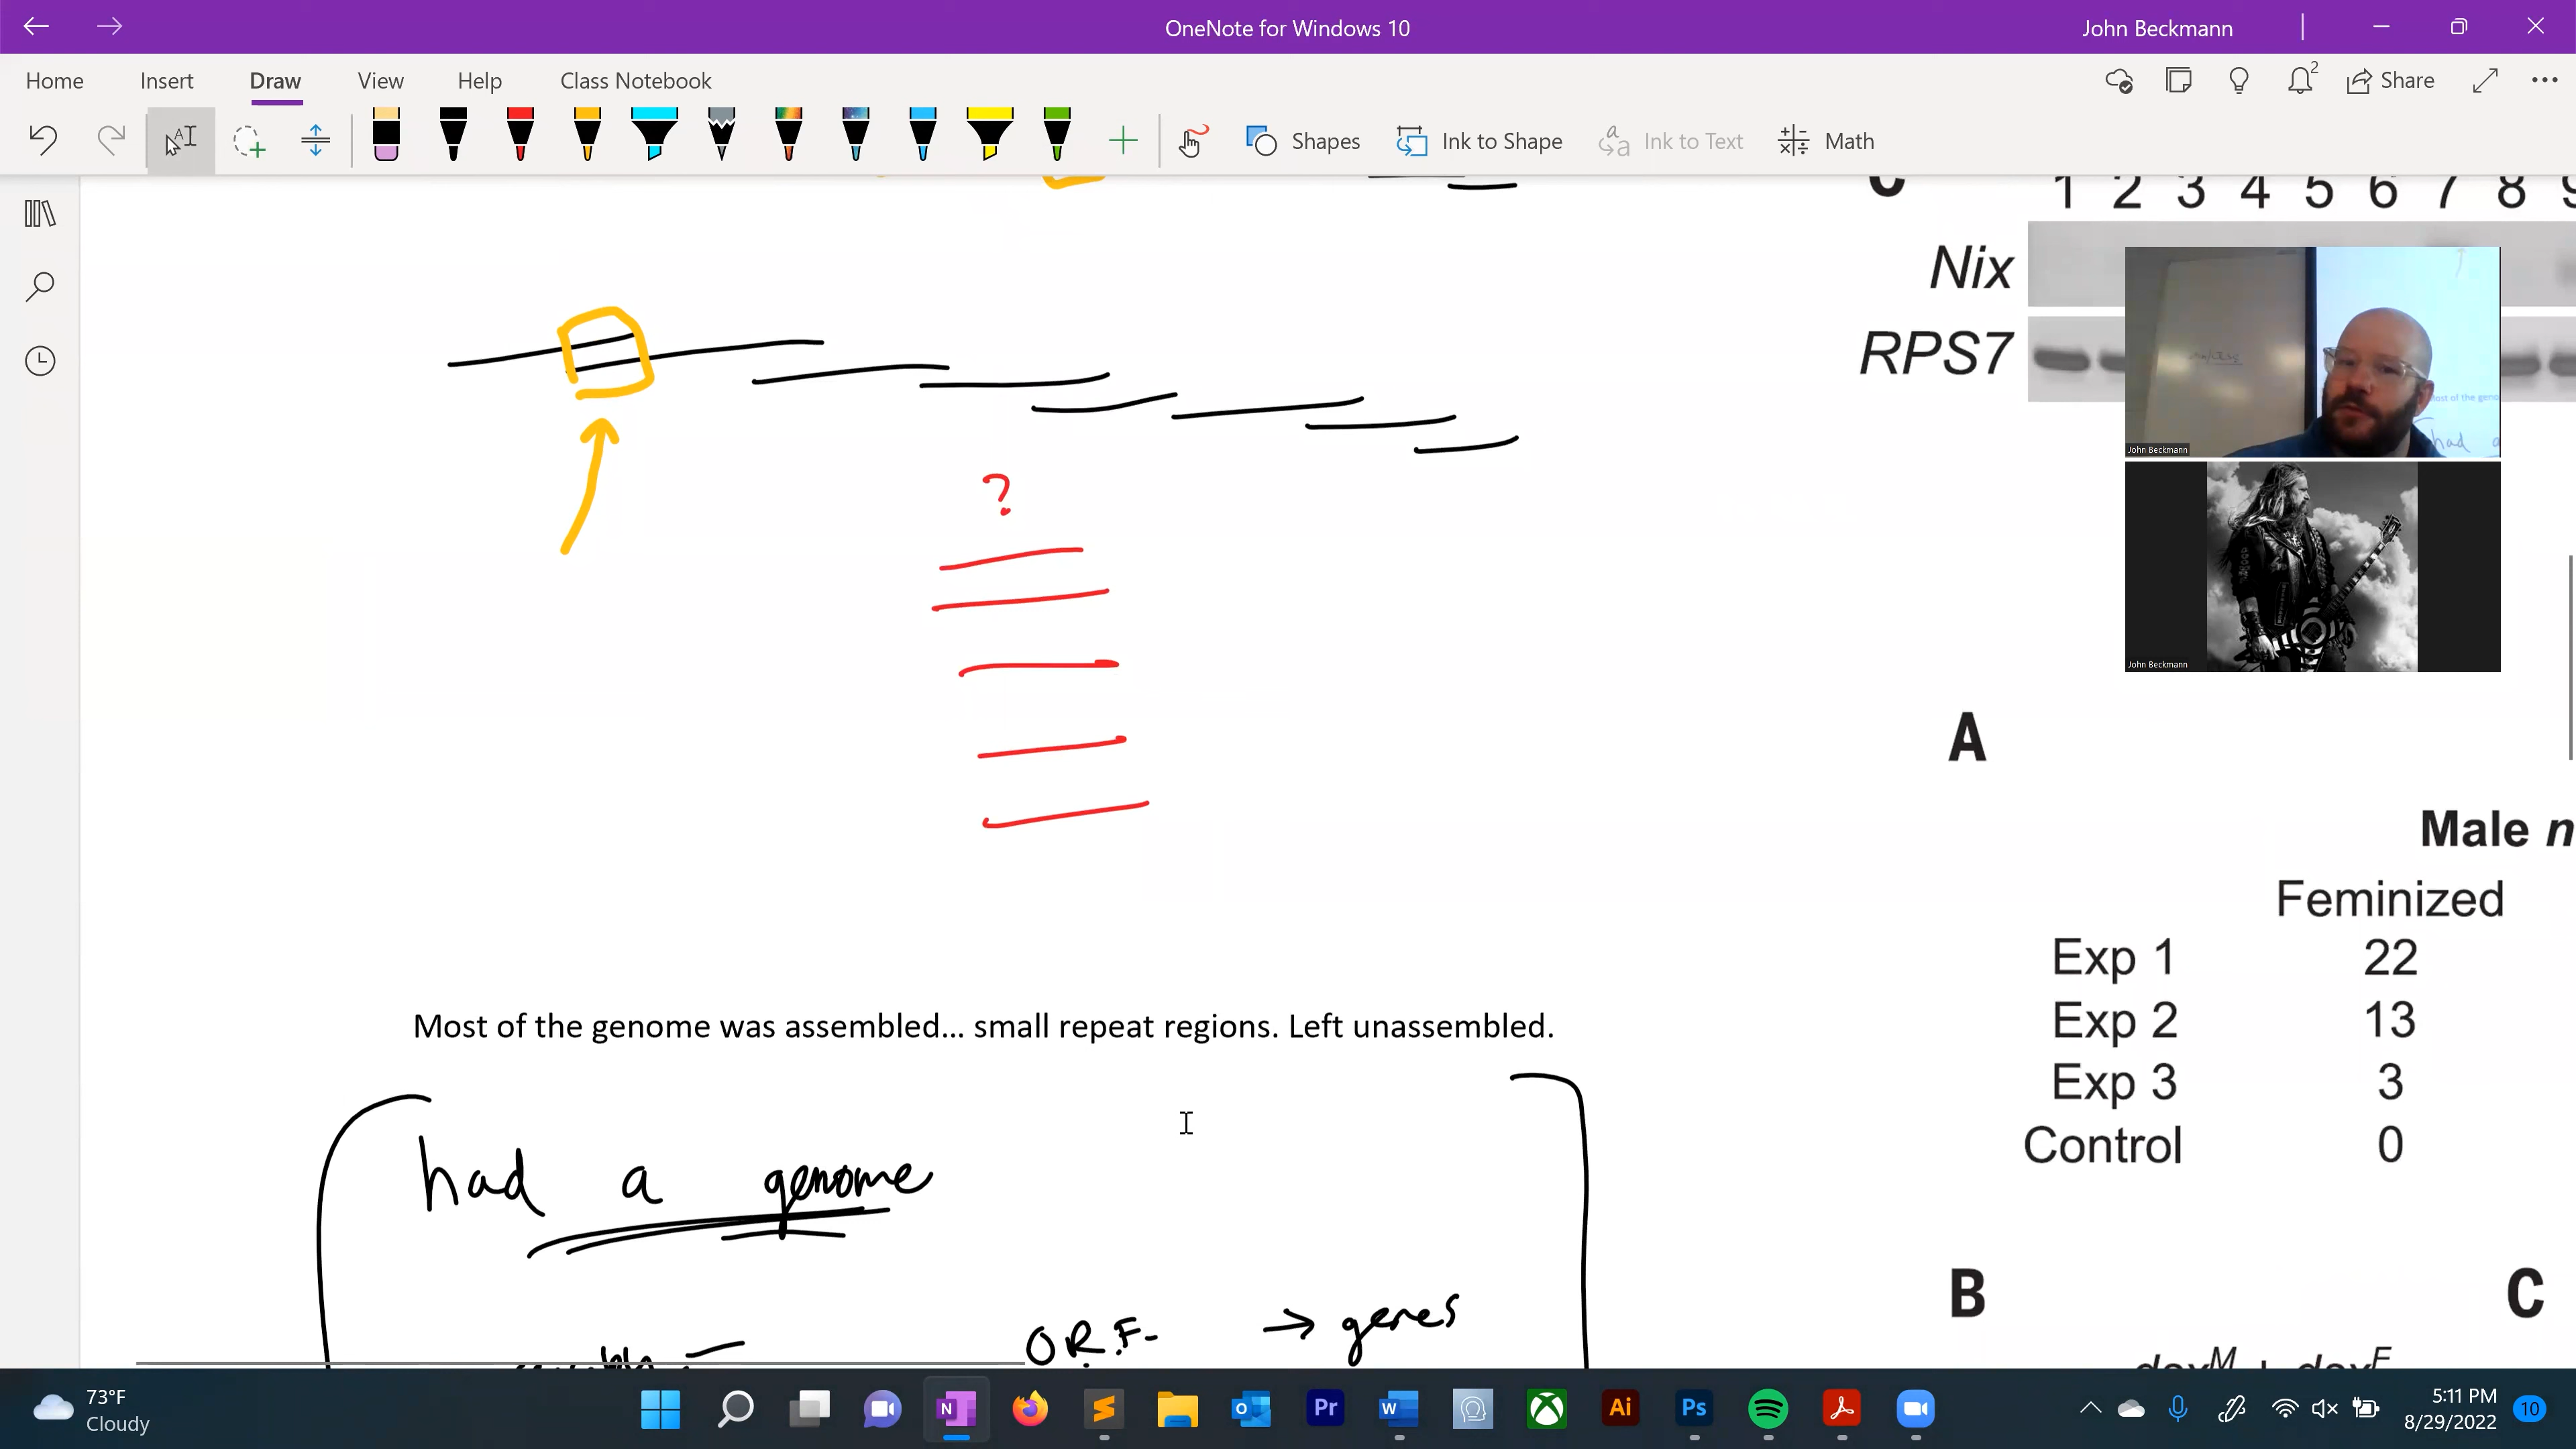 OneNote for Windows 10
John Beckmann
Home Insert Draw View Help Class Notebook
2
Share
Shapes
Ink to Shape
Ink to Text
Math
C
1 2 3 4 5 6 7 8 9
Nix
RPS7
John Beckmann
John Beckmann
?
A
Male n
Feminized
Exp 1 22
Exp 2 13
Exp 3 3
Control 0
Most of the genome was assembled... small repeat regions. Left unassembled.
had a genome
O.R.F. → genes
B C
73°F
Cloudy
5:11 PM
8/29/2022
10